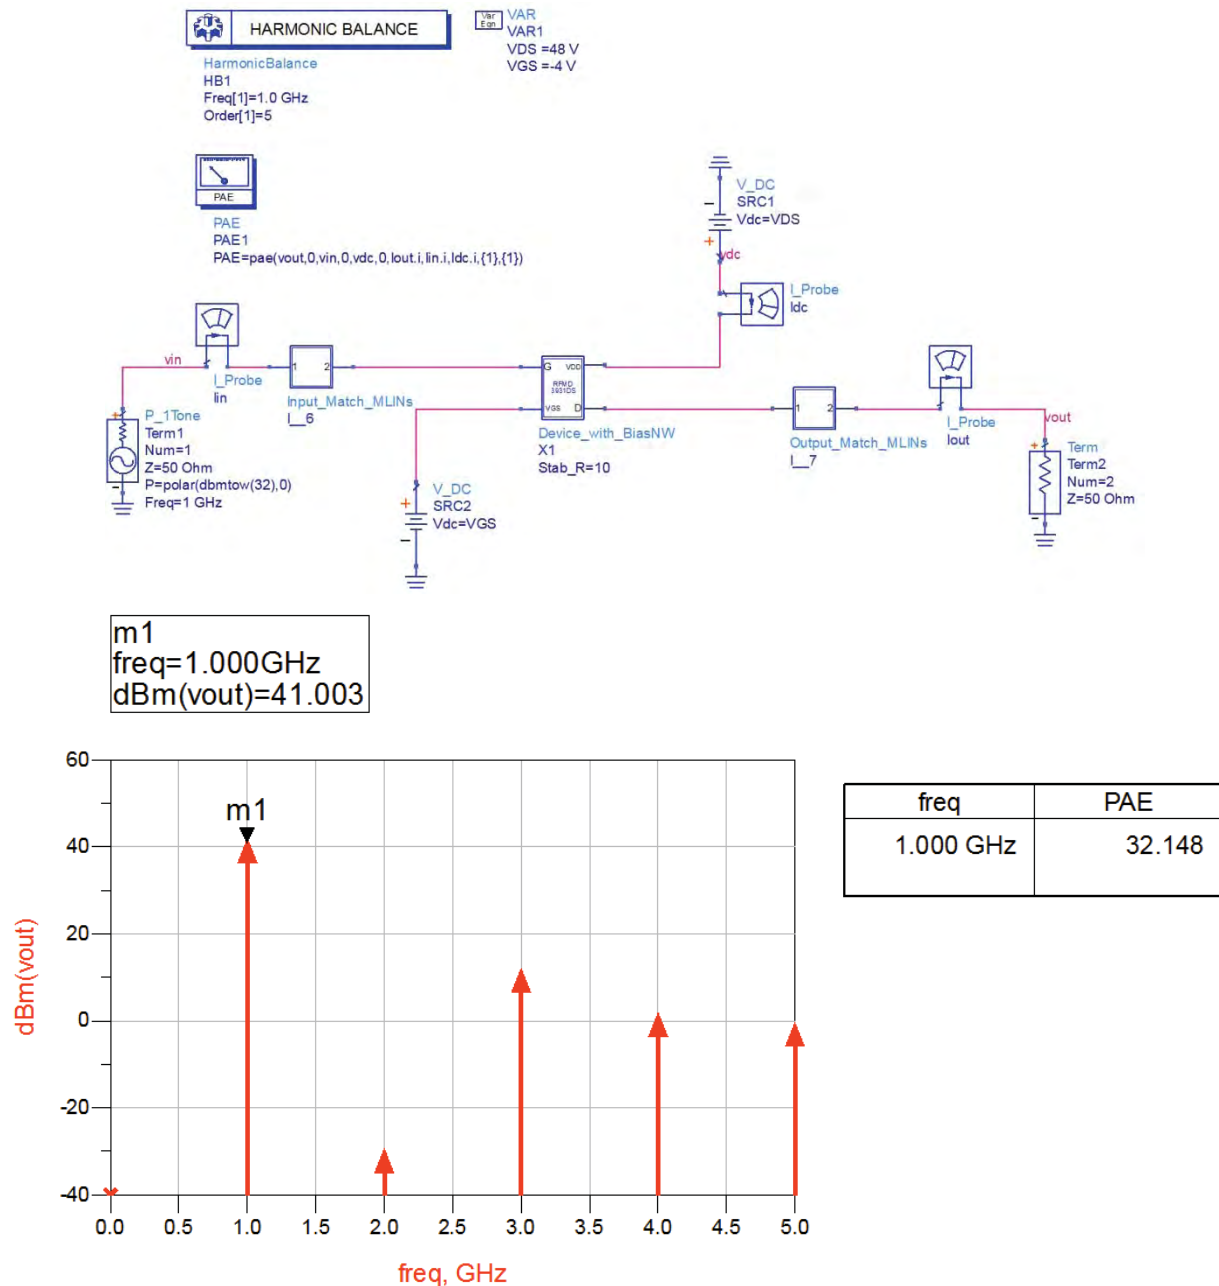 HARMONIC BALANCE
HarmonicBalance
HB1
Freq[1]=1.0 GHz
Order[1]=5
Var
Eqn
VAR
VAR1
VDS =48 V
VGS =-4 V
PAE
PAE
PAE1
PAE=pae(vout,0,vin,0,vdc,0,Iout.i,Iin.i,Idc.i,{1},{1})
V_DC
SRC1
Vdc=VDS
vdc
I_Probe
Idc
vin
I_Probe
Iin
1 2
Input_Match_MLINs
I__6
P_1Tone
Term1
Num=1
Z=50 Ohm
P=polar(dbmtow(32),0)
Freq=1 GHz
G VDD
RFMD
3931DS
VGS D
Device_with_BiasNW
X1
Stab_R=10
V_DC
SRC2
Vdc=VGS
1 2
Output_Match_MLINs
I__7
I_Probe
Iout
vout
Term
Term2
Num=2
Z=50 Ohm
m1
freq=1.000GHz
dBm(vout)=41.003
m1
60
40
20
0
-20
-40
dBm(vout)
0.0 0.5 1.0 1.5 2.0 2.5 3.0 3.5 4.0 4.5 5.0
freq, GHz
freq PAE
1.000 GHz 32.148